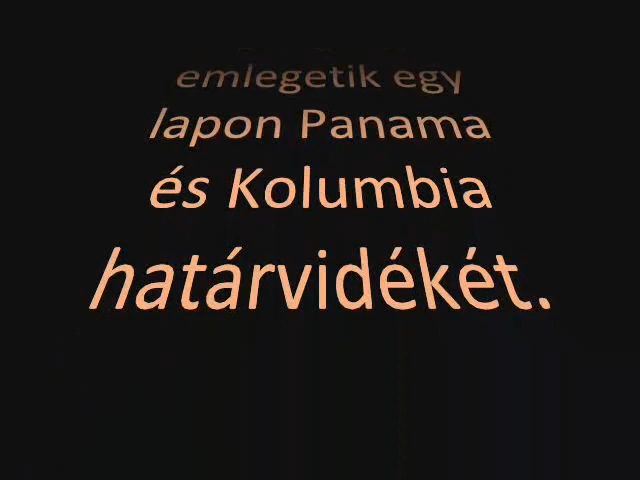 emlegetik egy
lapon Panama
és Kolumbia
határvidékét.